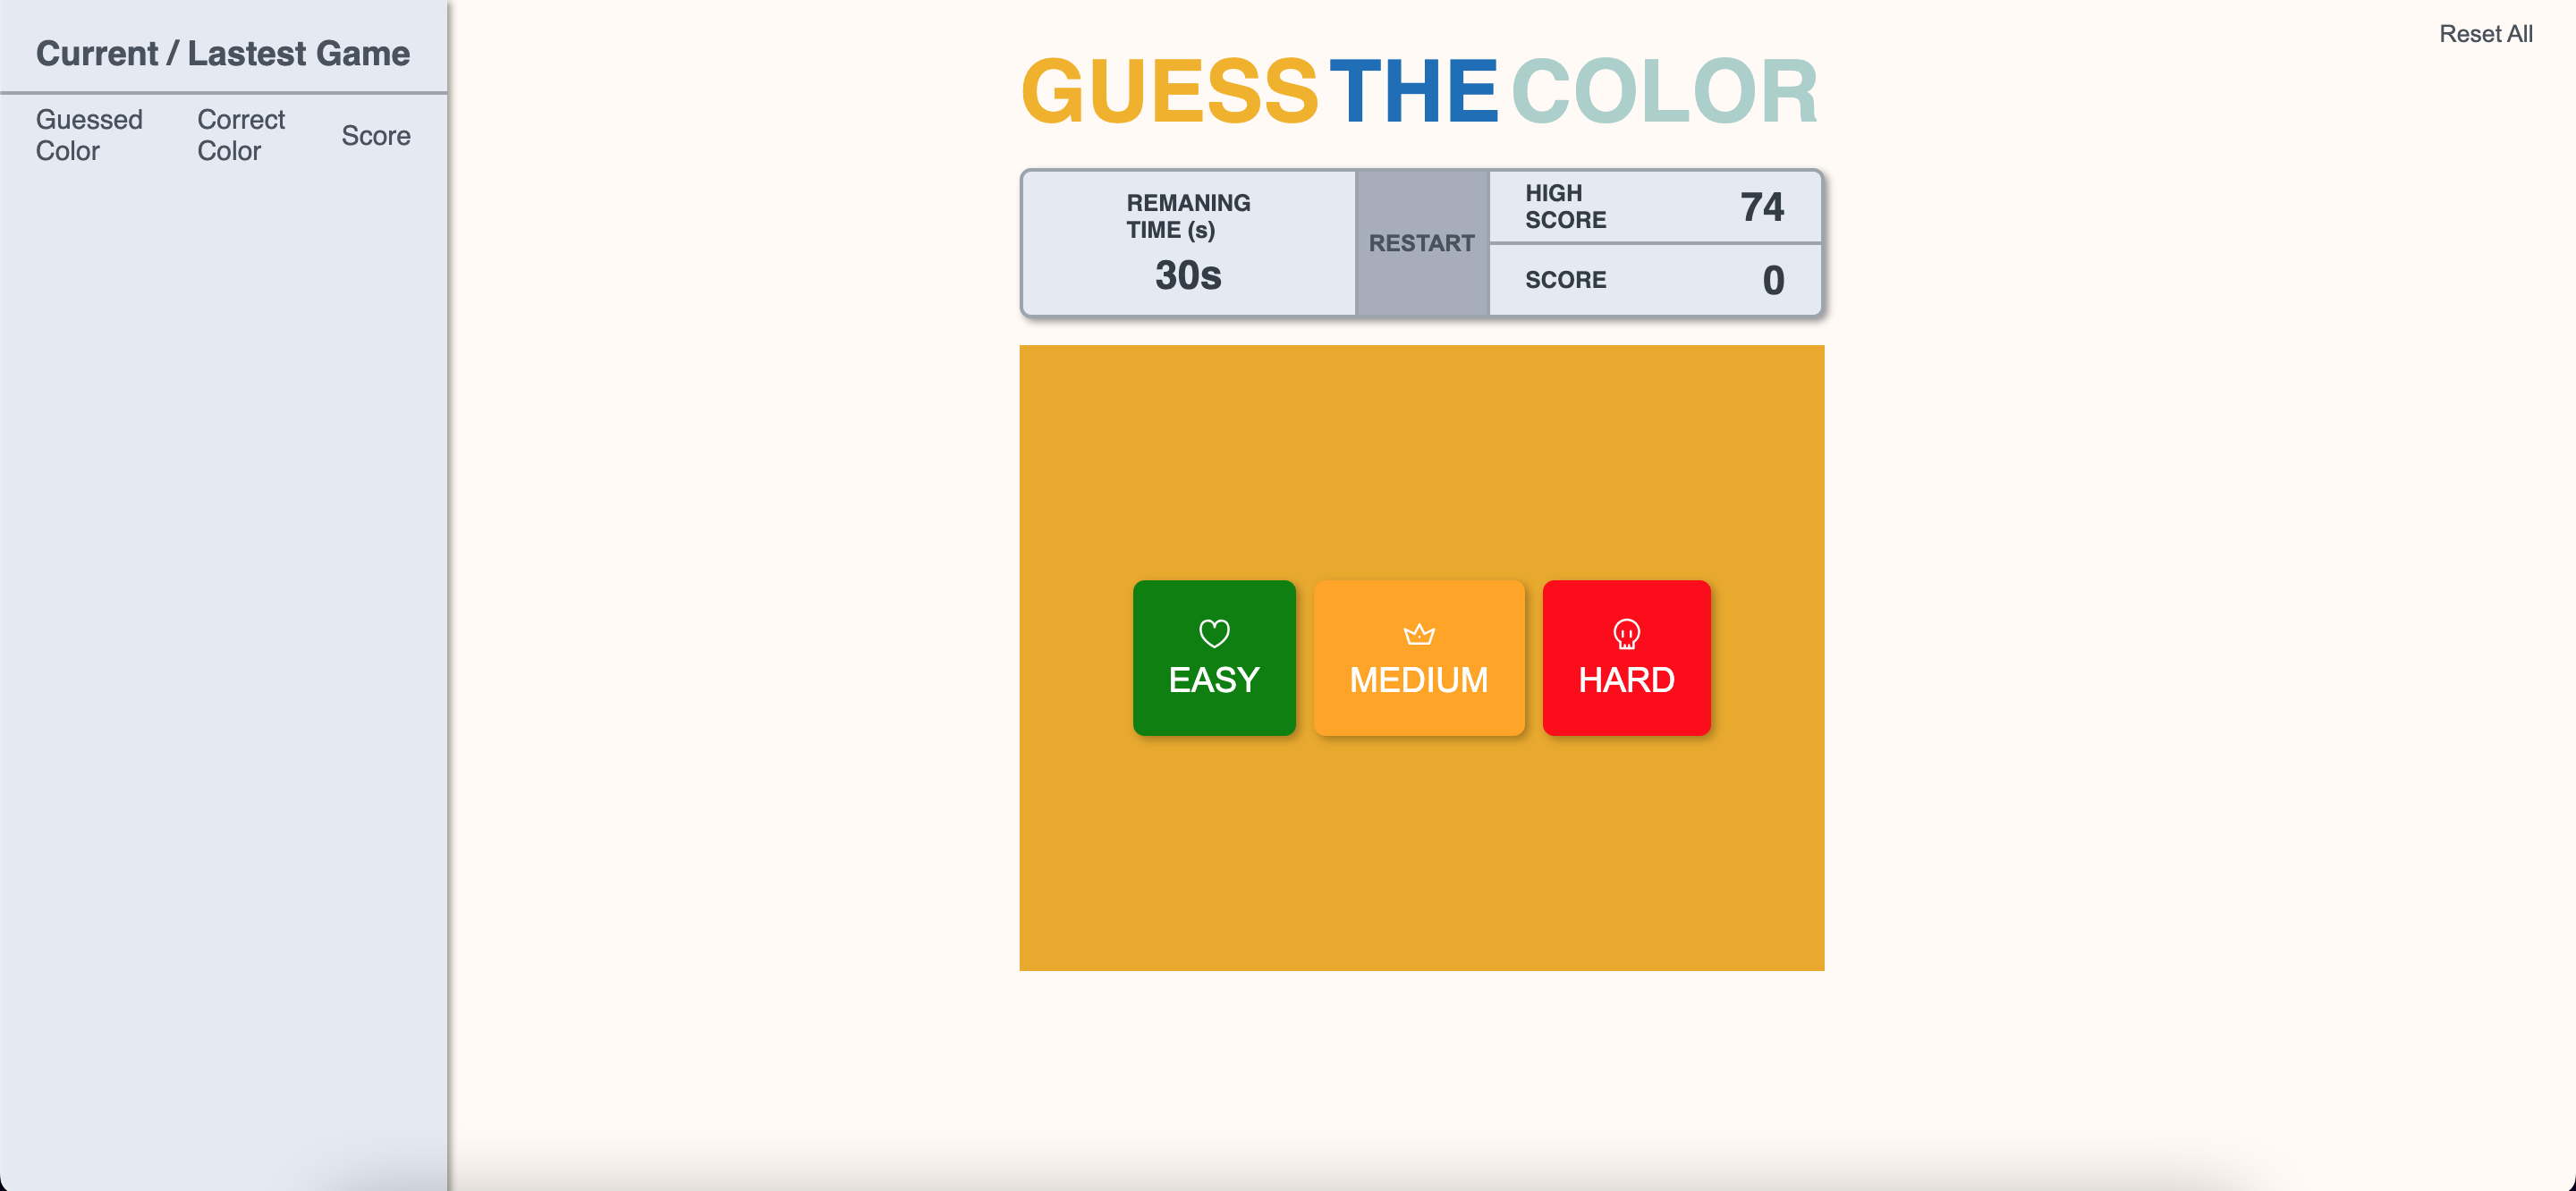 Current / Lastest Game
Guessed
Color
Correct
Color
Score
Reset All
GUESS THE COLOR
REMANING
TIME (s)
30s
RESTART
HIGH
SCORE
74
SCORE
0
EASY
MEDIUM
HARD